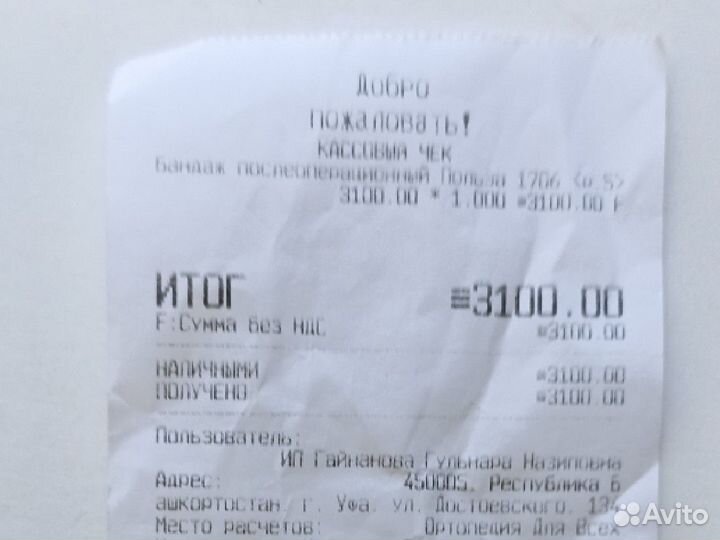 Добро
пожаловать!
КАССОВЫЙ ЧЕК
Бандаж послеоперационный Польза 1706 <р.5>
3100.00 * 1.000 =3100.00 F
ИТОГ =3100.00
F:Сумма без НДС =3100.00
НАЛИЧНЫМИ =3100.00
ПОЛУЧЕНО =3100.00
Пользователь:
ИП Гайнанова Гульнара Назиповна
Адрес: 450005, Республика Б
ашкортостан, г. Уфа, ул. Достоевского, 134
Место расчетов: Ортопедия Для Всех
Avito